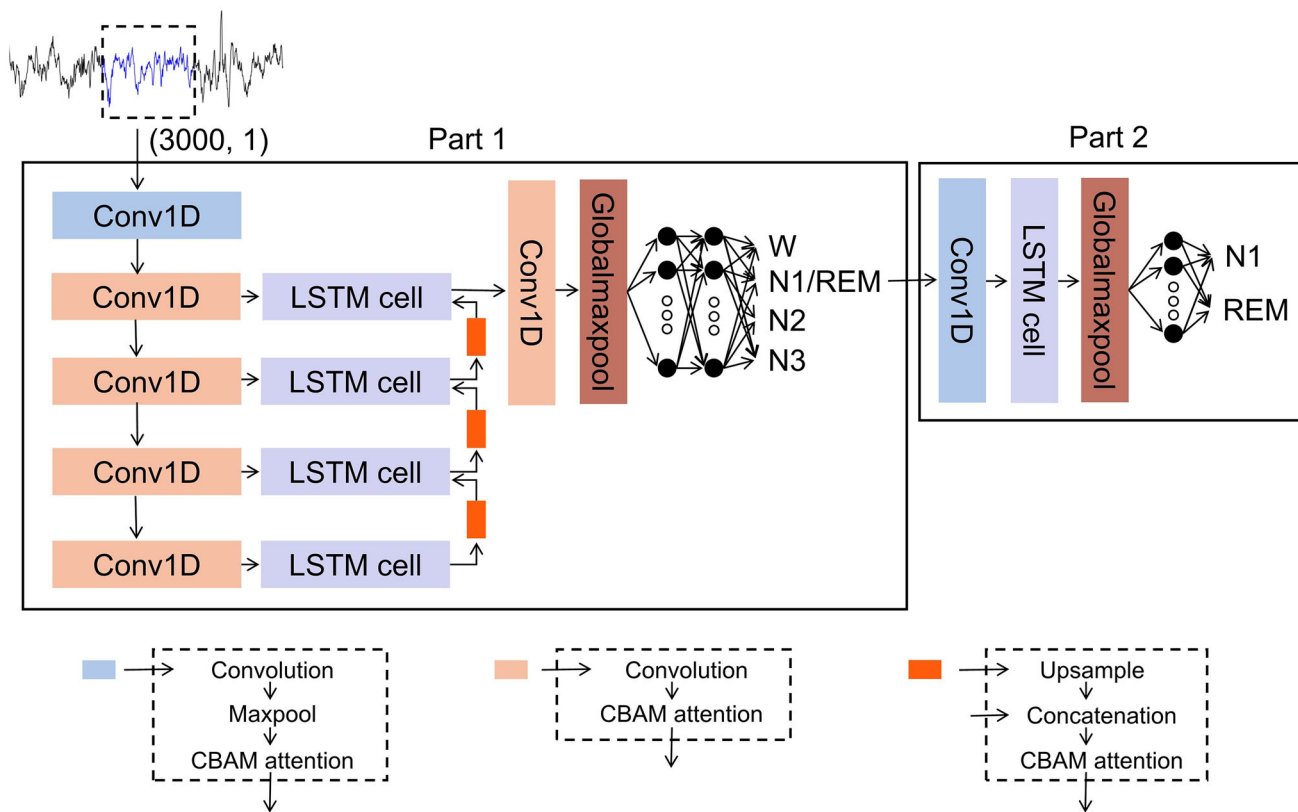 (3000, 1)
Part 1
Part 2
Conv1D
Conv1D
LSTM cell
Conv1D
LSTM cell
Conv1D
LSTM cell
Conv1D
LSTM cell
Conv1D
Globalmaxpool
W
N1/REM
N2
N3
Conv1D
LSTM cell
Globalmaxpool
N1
REM
Convolution
Maxpool
CBAM attention
Convolution
CBAM attention
Upsample
Concatenation
CBAM attention